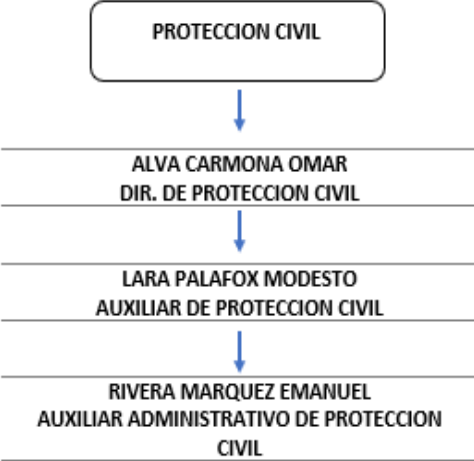 PROTECCION CIVIL
ALVA CARMONA OMAR
DIR. DE PROTECCION CIVIL
LARA PALAFOX MODESTO
AUXILIAR DE PROTECCION CIVIL
RIVERA MARQUEZ EMANUEL
AUXILIAR ADMINISTRATIVO DE PROTECCION
CIVIL